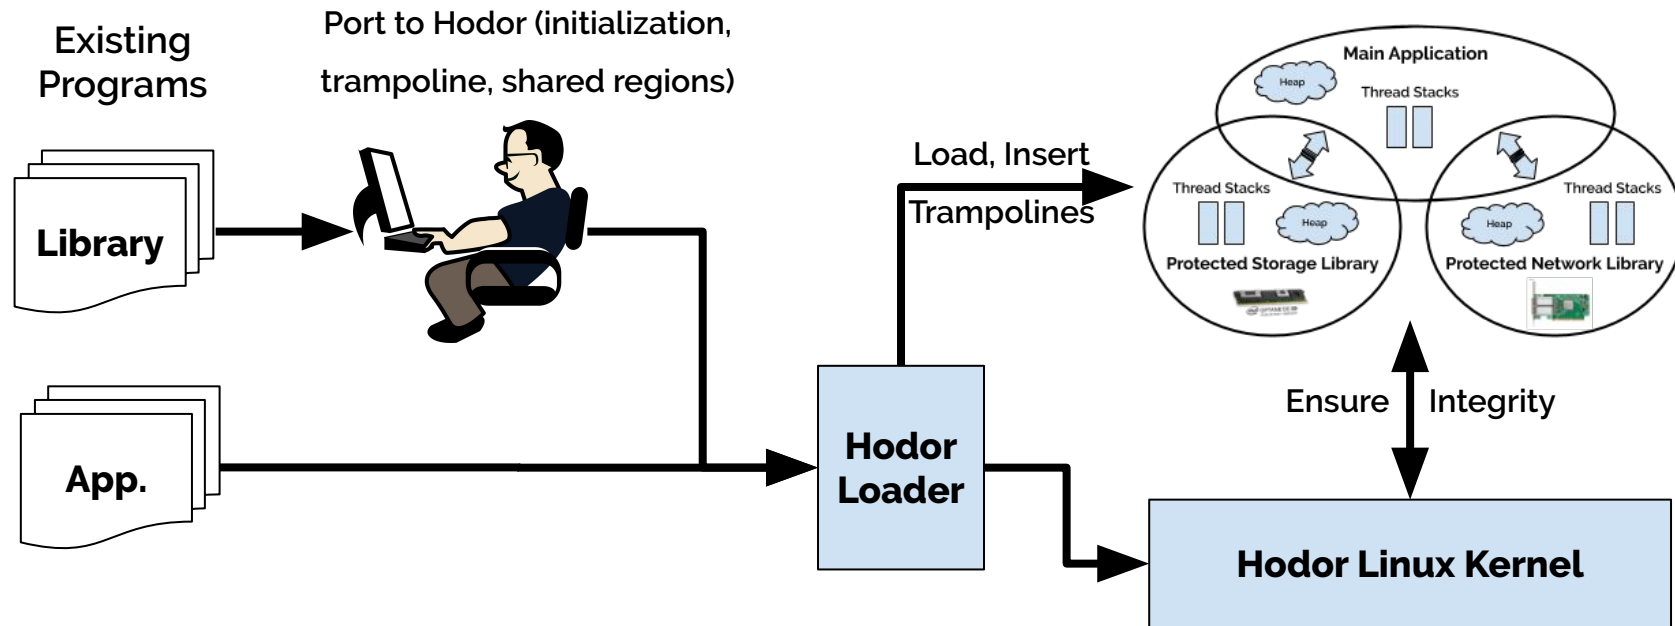 Existing
Programs
Port to Hodor (initialization,
trampoline, shared regions)
Library
App.
Hodor
Loader
Load, Insert
Trampolines
Main Application
Heap
Thread Stacks
Thread Stacks
Heap
Protected Storage Library
Thread Stacks
Heap
Protected Network Library
Ensure Integrity
Hodor Linux Kernel